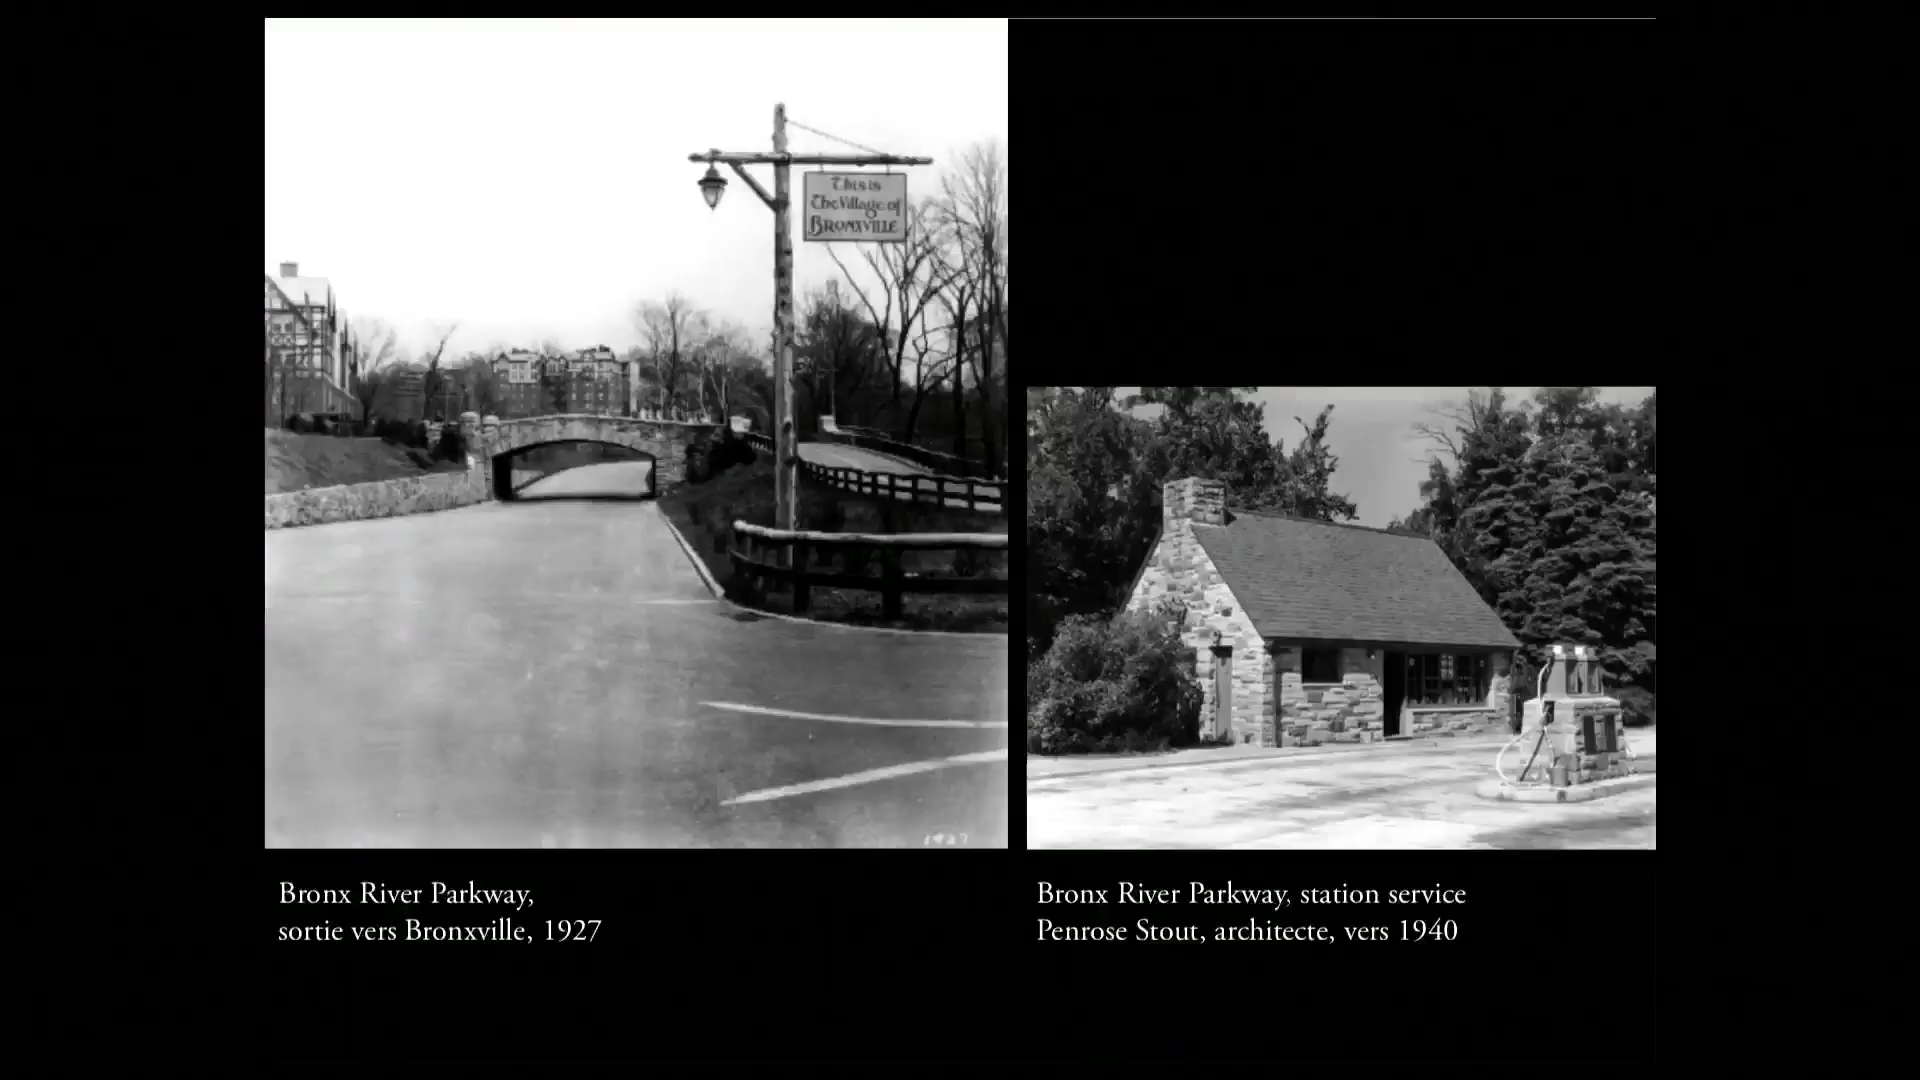 This is
The Village of
BRONXVILLE
1927
Bronx River Parkway,
sortie vers Bronxville, 1927
Bronx River Parkway, station service
Penrose Stout, architecte, vers 1940